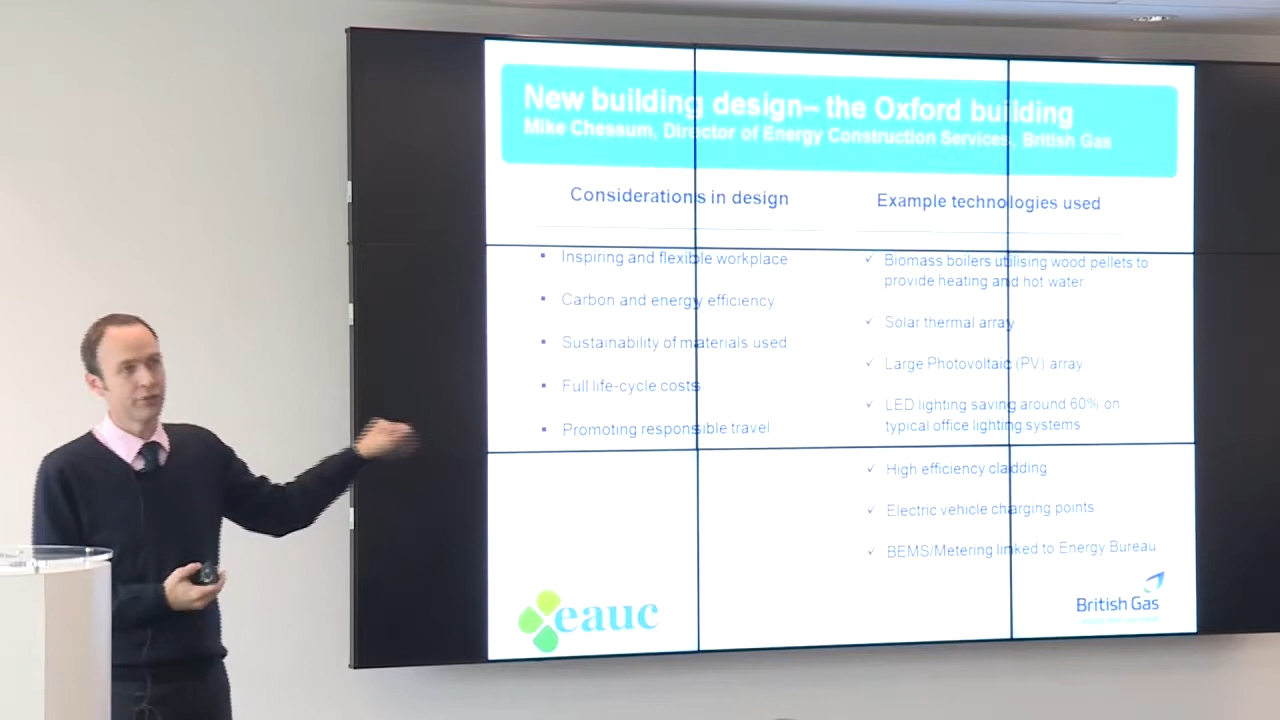 New building design– the Oxford building
Mike Chessum, Director of Energy Construction Services, British Gas
Considerations in design
▪ Inspiring and flexible workplace
▪ Carbon and energy efficiency
▪ Sustainability of materials used
▪ Full life-cycle costs
▪ Promoting responsible travel
Example technologies used
✓ Biomass boilers utilising wood pellets to
provide heating and hot water
✓ Solar thermal array
✓ Large Photovoltaic (PV) array
✓ LED lighting saving around 60% on
typical office lighting systems
✓ High efficiency cladding
✓ Electric vehicle charging points
✓ BEMS/Metering linked to Energy Bureau
eauc
British Gas